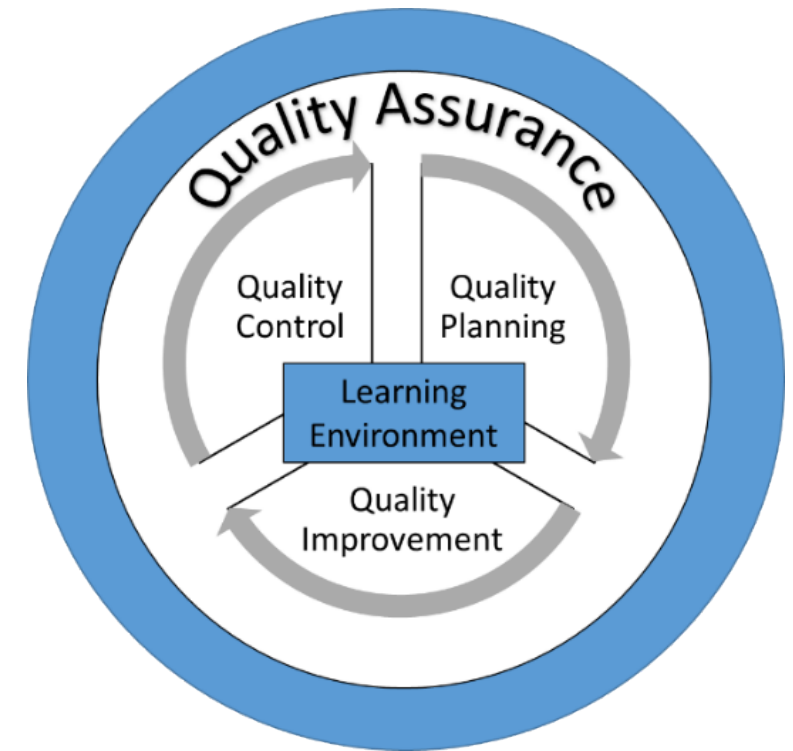 Quality Assurance
Quality
Control
Quality
Planning
Learning
Environment
Quality
Improvement